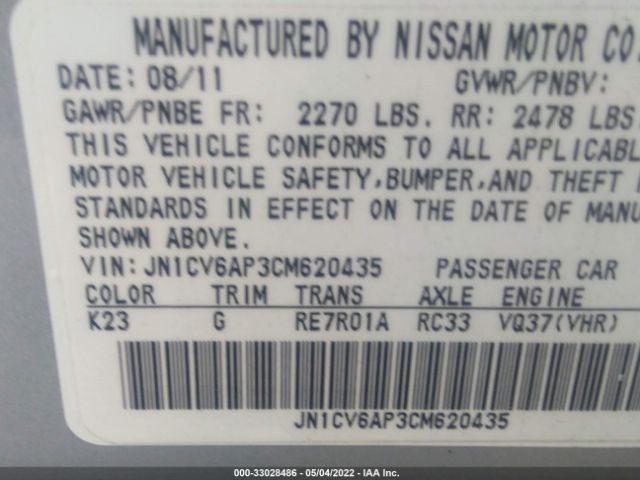 MANUFACTURED BY NISSAN MOTOR CO.
DATE: 08/11 GVWR/PNBV:
GAWR/PNBE FR: 2270 LBS. RR: 2478 LBS.
THIS VEHICLE CONFORMS TO ALL APPLICABL
MOTOR VEHICLE SAFETY,BUMPER,AND THEFT
STANDARDS IN EFFECT ON THE DATE OF MANU
SHOWN ABOVE.
VIN:JN1CV6AP3CM620435 PASSENGER CAR
COLOR TRIM TRANS AXLE ENGINE
K23 G RE7R01A RC33 VQ37(VHR)
JN1CV6AP3CM620435
000-33028486 - 05/04/2022 - IAA Inc.